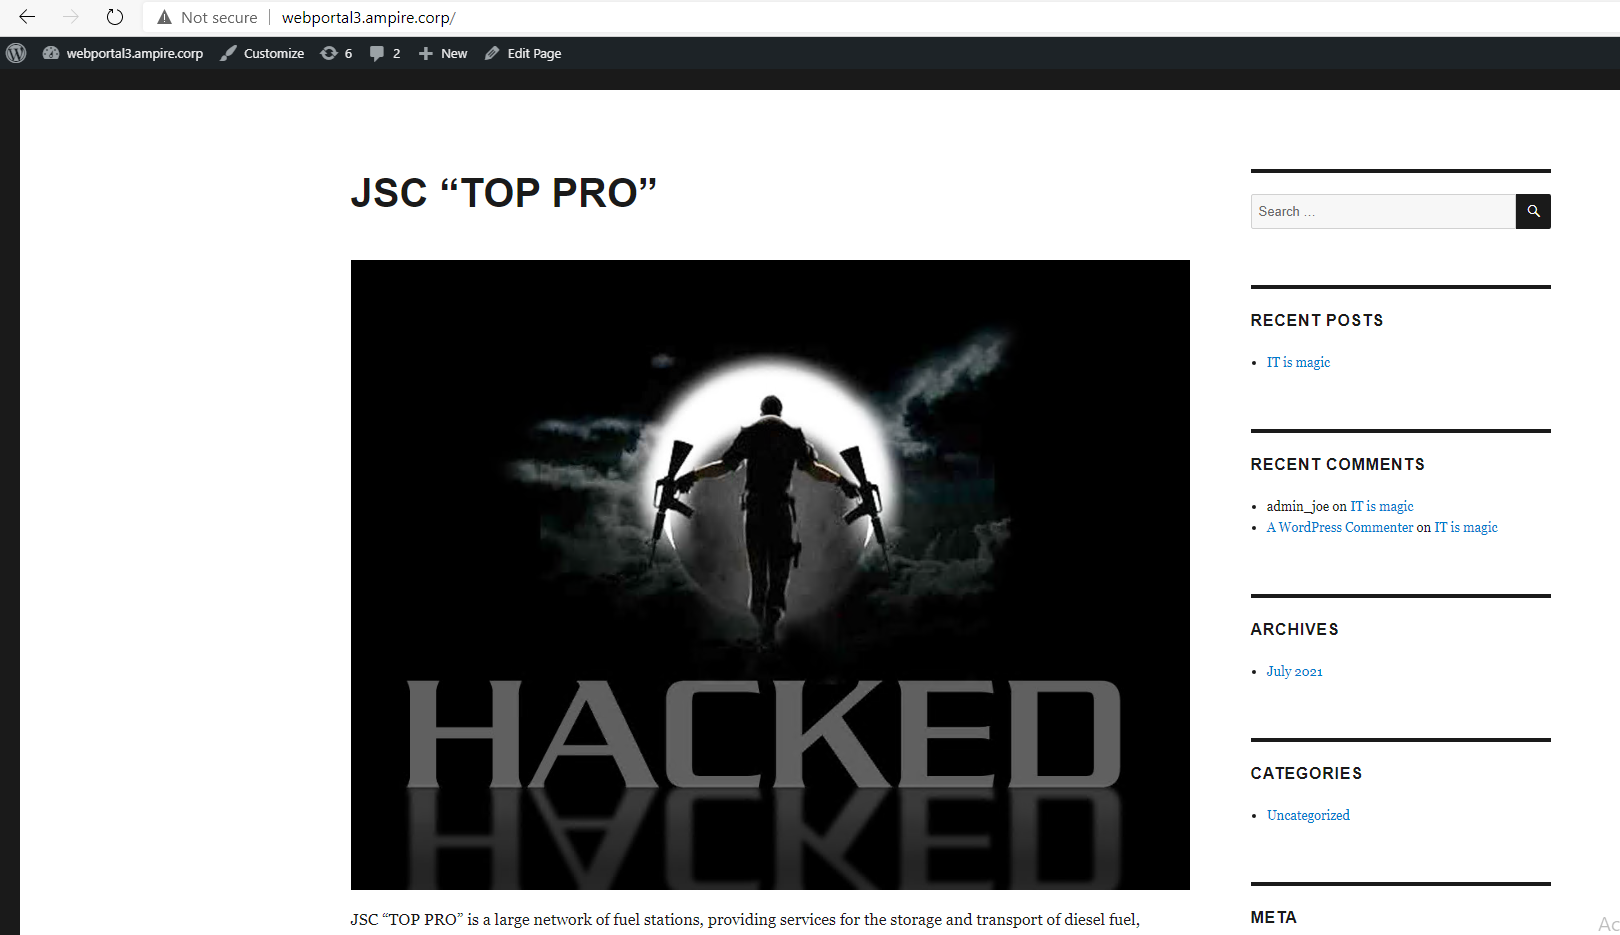 Not secure webportal3.ampire.corp/
webportal3.ampire.corp Customize 6 2 New Edit Page
JSC “TOP PRO”
HACKED
JSC “TOP PRO” is a large network of fuel stations, providing services for the storage and transport of diesel fuel,
Search …
RECENT POSTS
IT is magic
RECENT COMMENTS
admin_joe on IT is magic
A WordPress Commenter on IT is magic
ARCHIVES
July 2021
CATEGORIES
Uncategorized
META